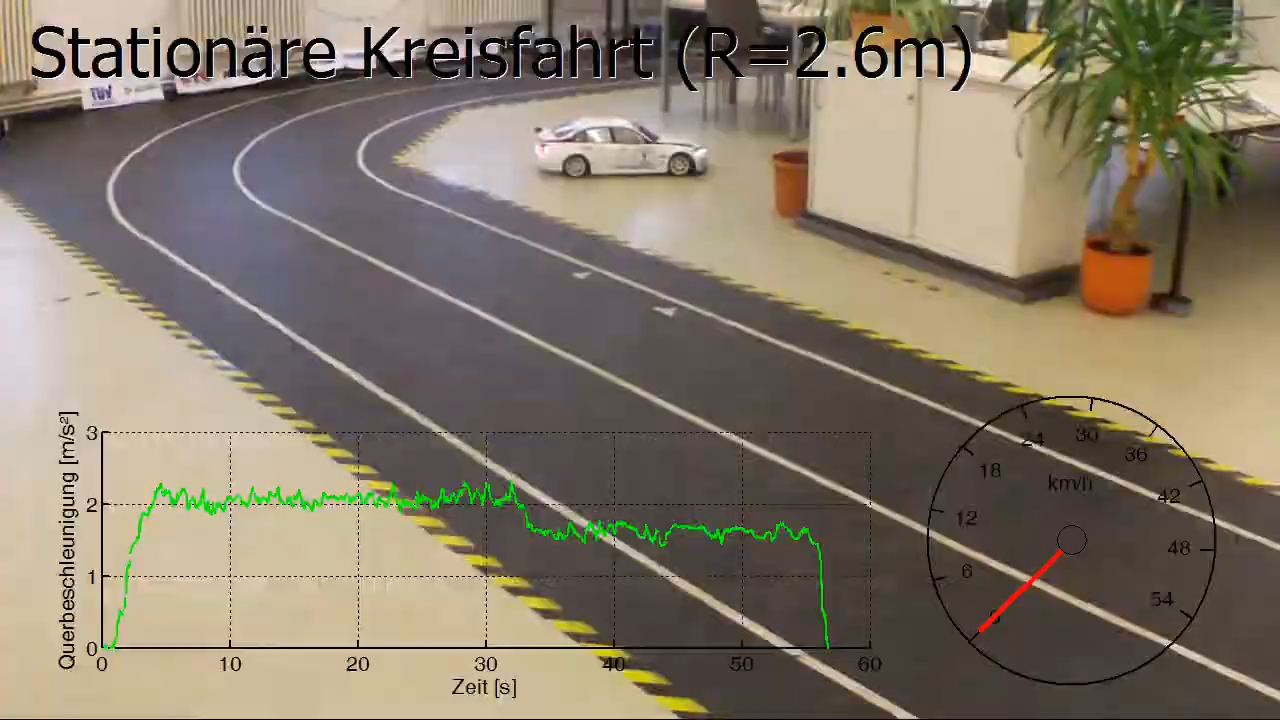 Stationäre Kreisfahrt (R=2.6m)
TÜV
Querbeschleunigung [m/s²]
3
2
1
0
0 10 20 30 40 50 60
Zeit [s]
km/h
0
6
12
18
24
30
36
42
48
54